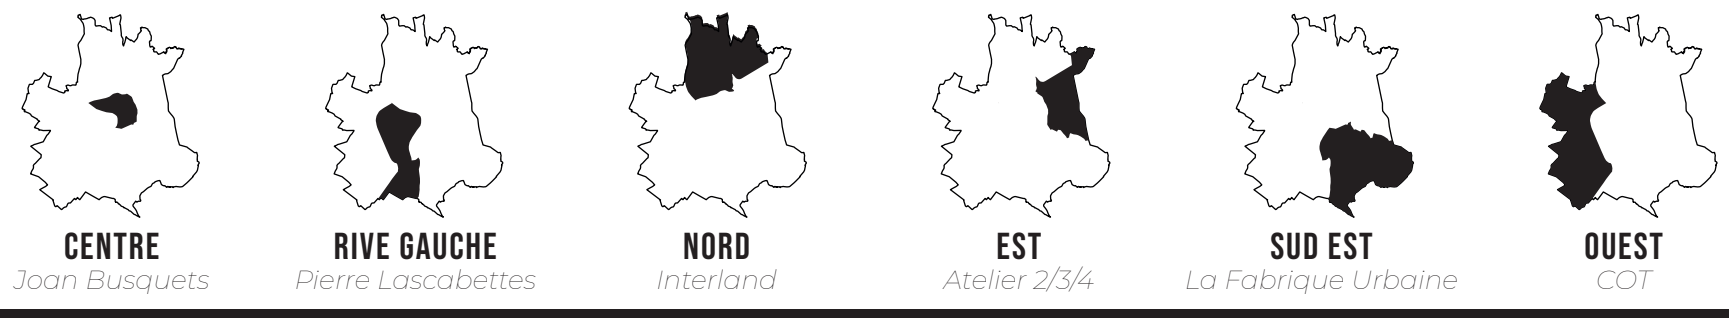 CENTRE
Joan Busquets
RIVE GAUCHE
Pierre Lascabettes
NORD
Interland
EST
Atelier 2/3/4
SUD EST
La Fabrique Urbaine
OUEST
COT